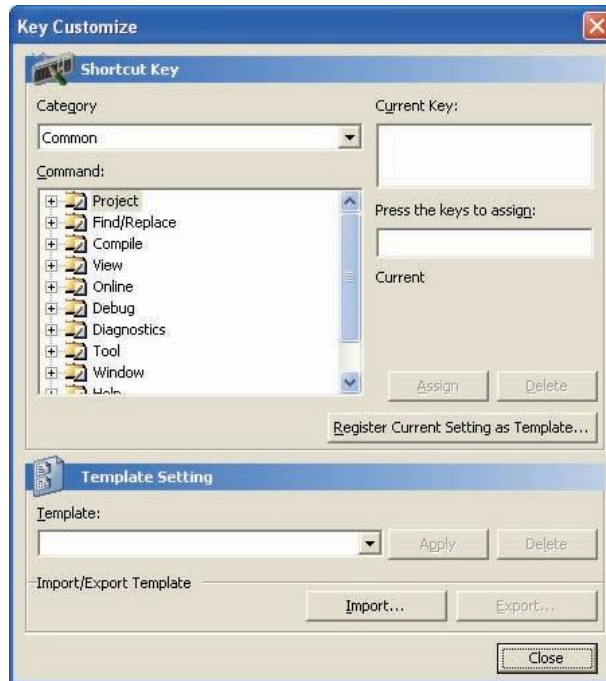 Key Customize
Shortcut Key
Category
Common
Command:
Project
Find/Replace
Compile
View
Online
Debug
Diagnostics
Tool
Window
Help
Current Key:
Press the keys to assign:
Current
Assign
Delete
Register Current Setting as Template...
Template Setting
Template:
Apply
Delete
Import/Export Template
Import...
Export...
Close